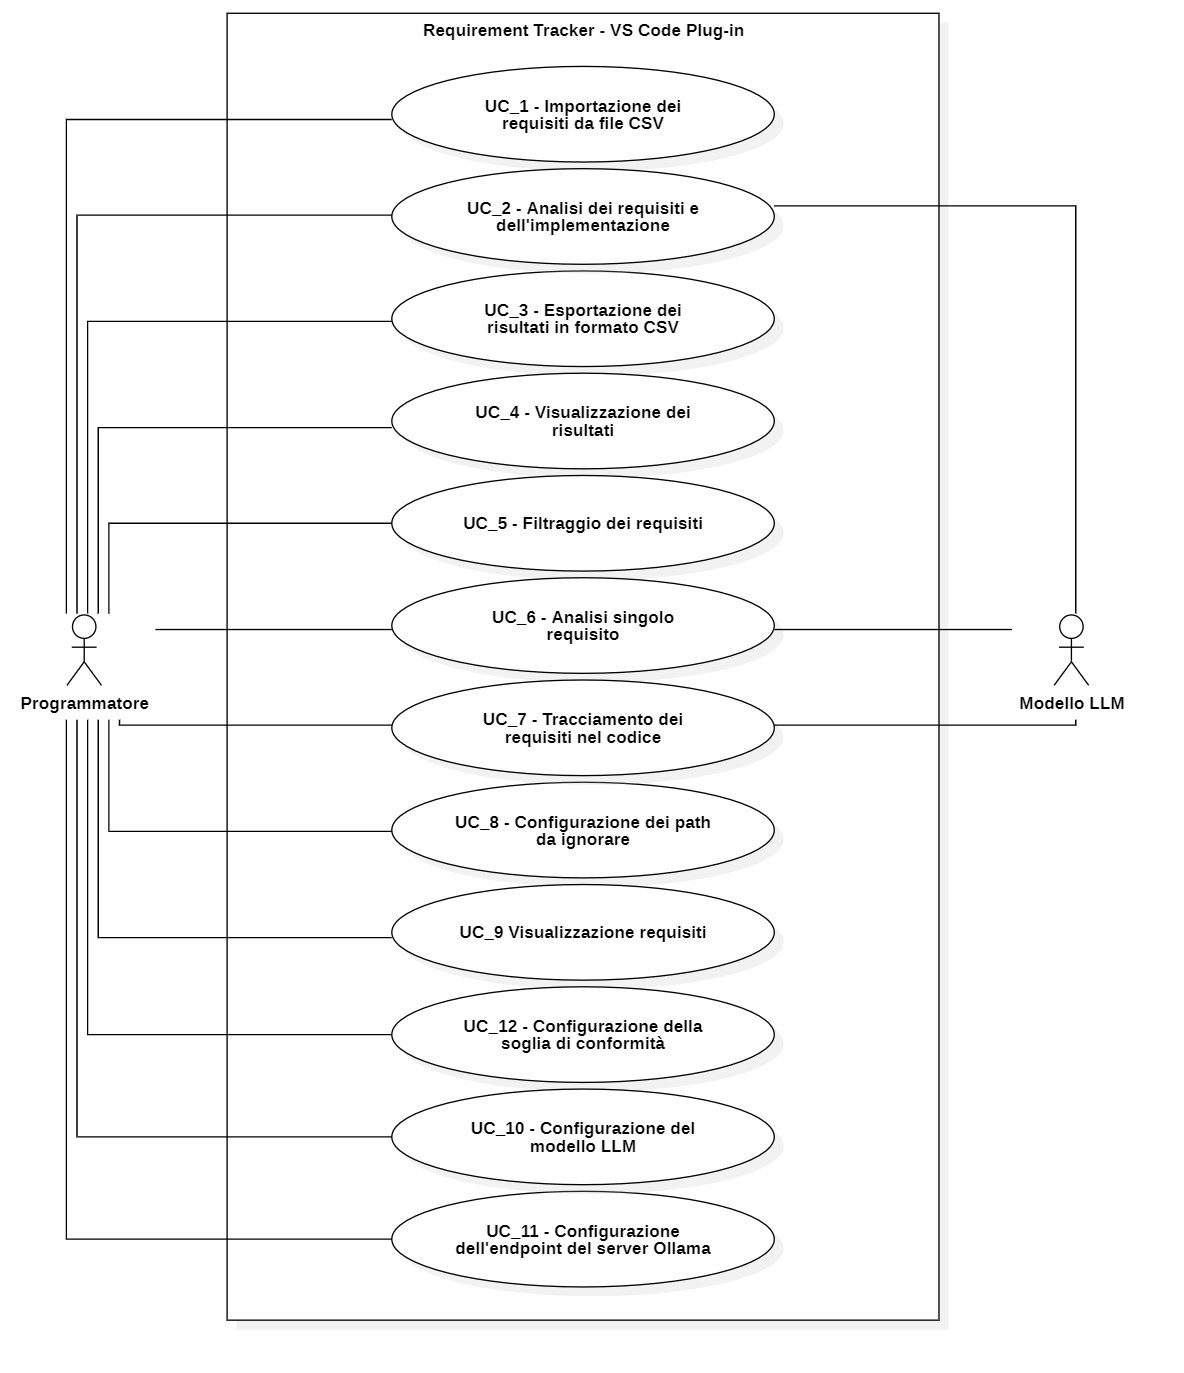 Requirement Tracker - VS Code Plug-in
UC_1 - Importazione dei
requisiti da file CSV
UC_2 - Analisi dei requisiti e
dell'implementazione
UC_3 - Esportazione dei
risultati in formato CSV
UC_4 - Visualizzazione dei
risultati
UC_5 - Filtraggio dei requisiti
UC_6 - Analisi singolo
requisito
Programmatore
Modello LLM
UC_7 - Tracciamento dei
requisiti nel codice
UC_8 - Configurazione dei path
da ignorare
UC_9 Visualizzazione requisiti
UC_12 - Configurazione della
soglia di conformità
UC_10 - Configurazione del
modello LLM
UC_11 - Configurazione
dell'endpoint del server Ollama